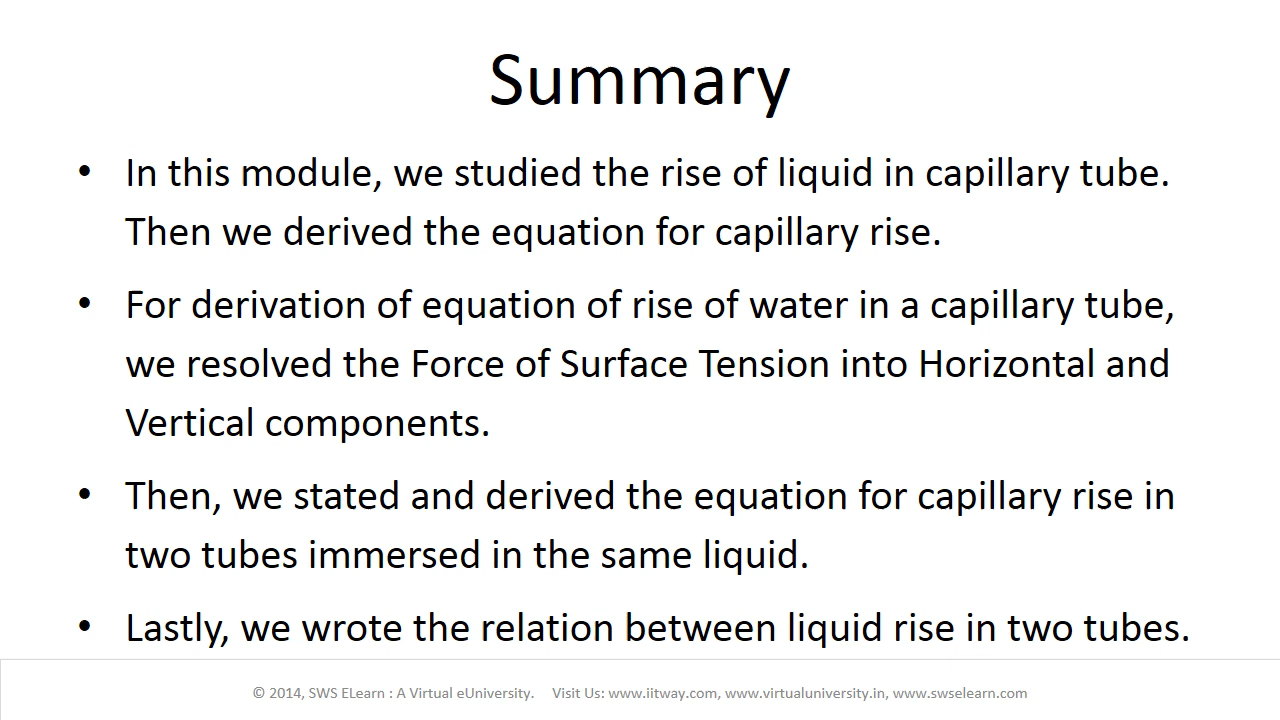 Summary
• In this module, we studied the rise of liquid in capillary tube.
Then we derived the equation for capillary rise.
• For derivation of equation of rise of water in a capillary tube,
we resolved the Force of Surface Tension into Horizontal and
Vertical components.
• Then, we stated and derived the equation for capillary rise in
two tubes immersed in the same liquid.
• Lastly, we wrote the relation between liquid rise in two tubes.
© 2014, SWS ELearn : A Virtual eUniversity. Visit Us: www.iitway.com, www.virtualuniversity.in, www.swselearn.com